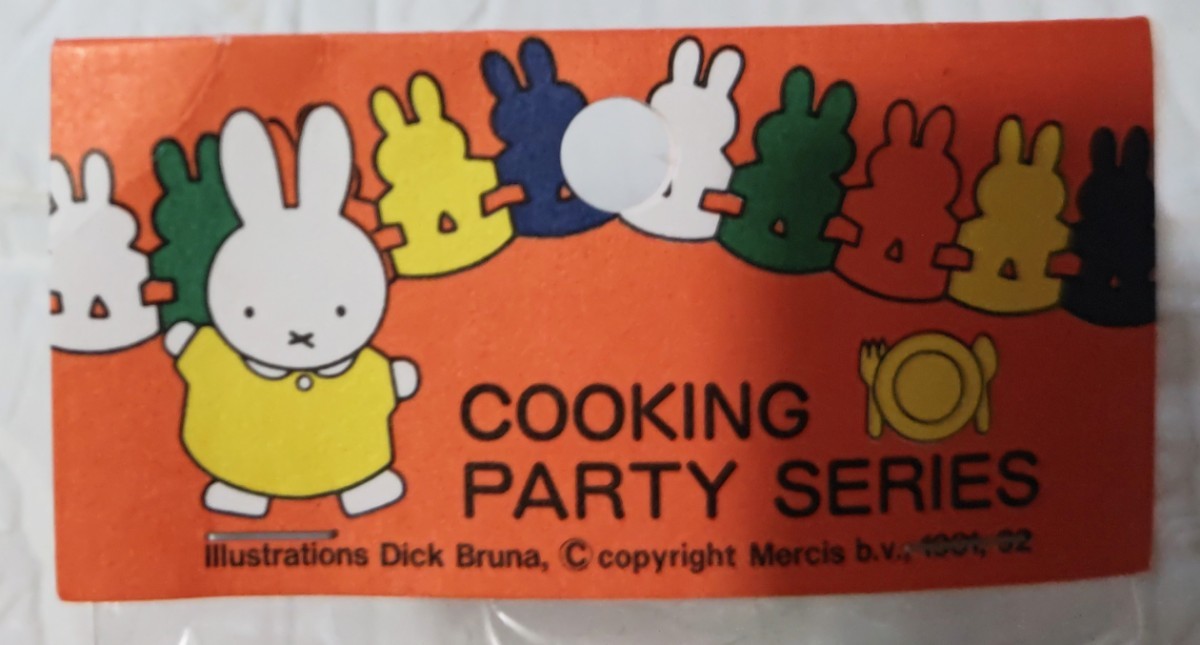 COOKING
PARTY SERIES
Illustrations Dick Bruna, © copyright Mercis b.v.,